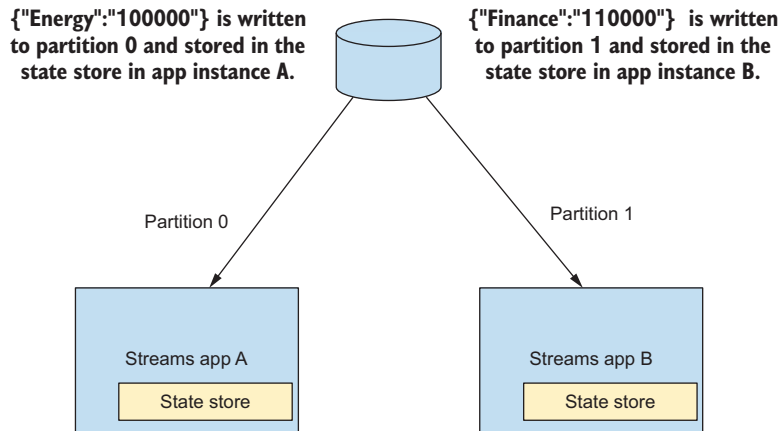 {"Energy":"100000"} is written
to partition 0 and stored in the
state store in app instance A.
{"Finance":"110000"} is written
to partition 1 and stored in the
state store in app instance B.
Partition 0
Partition 1
Streams app A
State store
Streams app B
State store